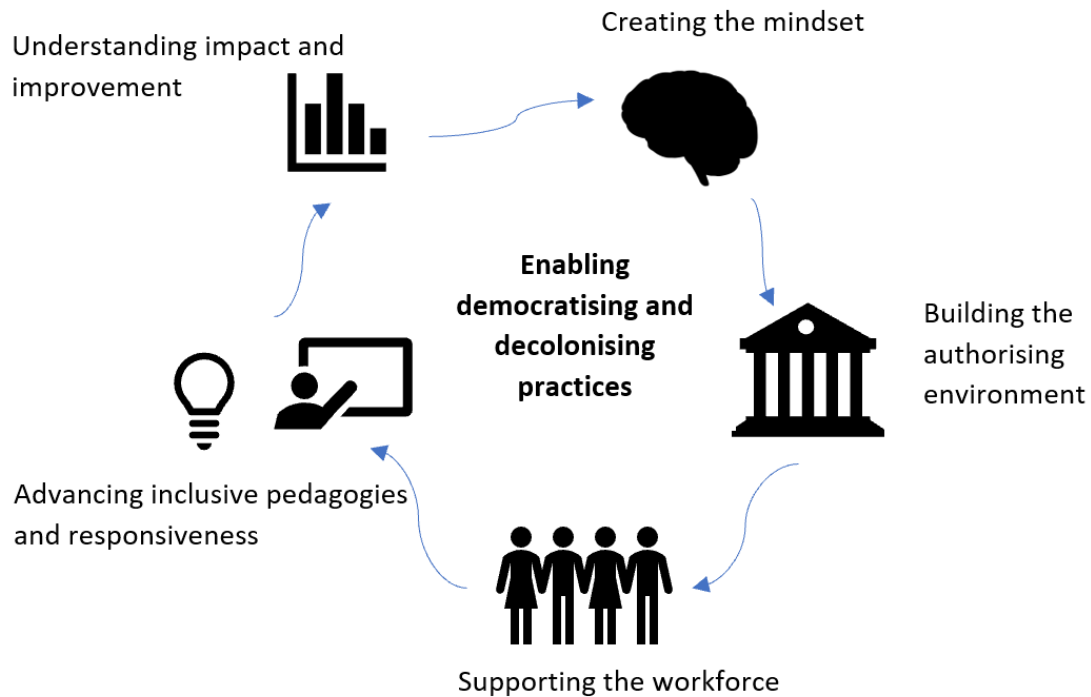 Creating the mindset
Understanding impact and
improvement
Enabling
democratising and
decolonising
practices
Building the
authorising
environment
Advancing inclusive pedagogies
and responsiveness
Supporting the workforce